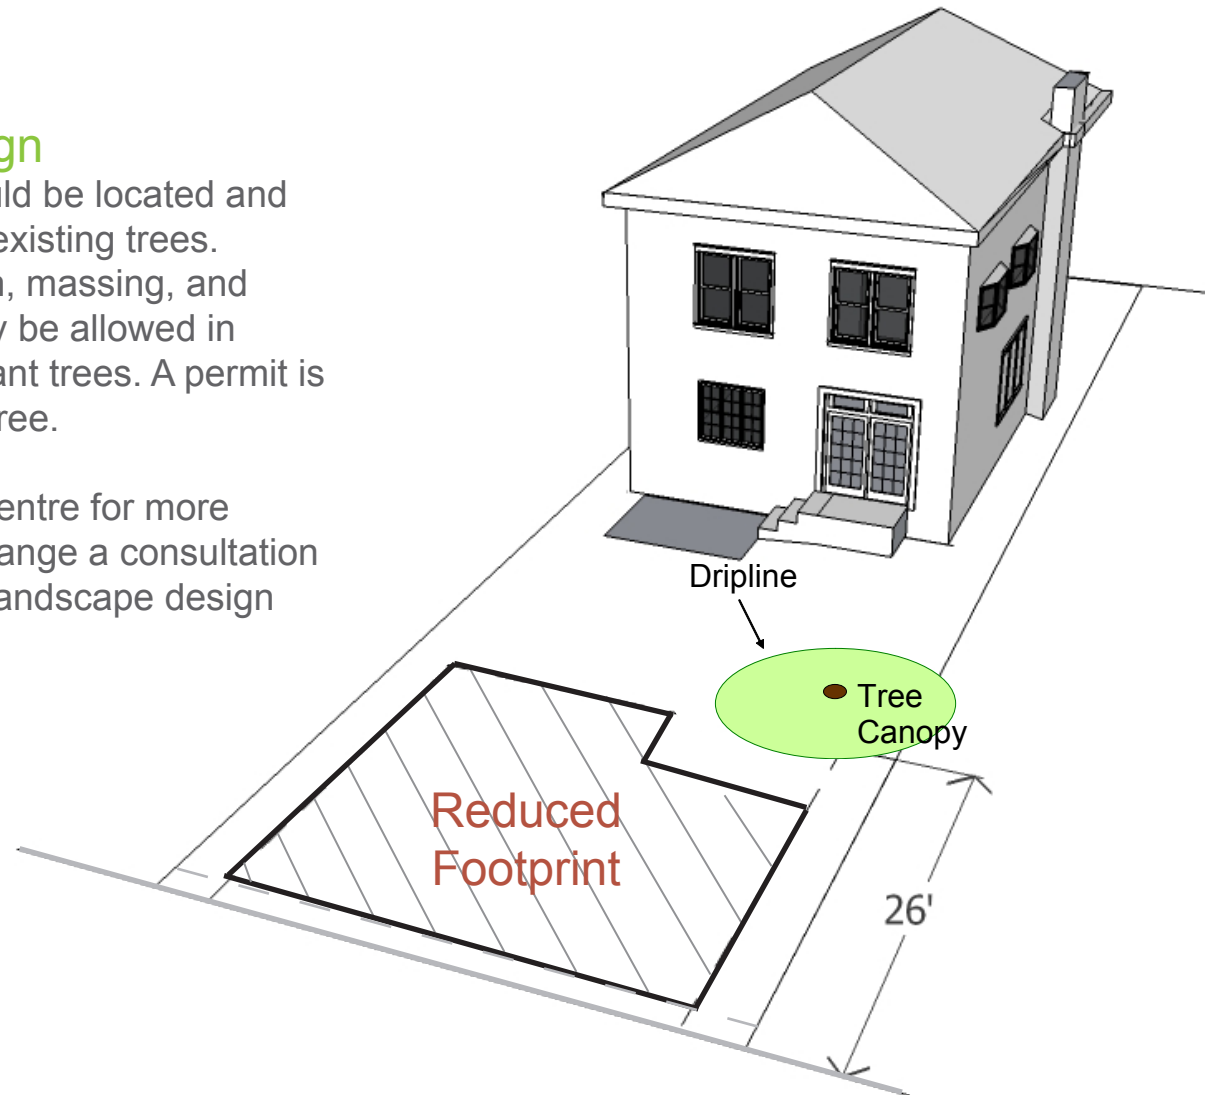 gn
uld be located and
existing trees.
n, massing, and
y be allowed in
ant trees. A permit is
ree.
entre for more
ange a consultation
andscape design
Dripline
Tree
Canopy
Reduced
Footprint
26'